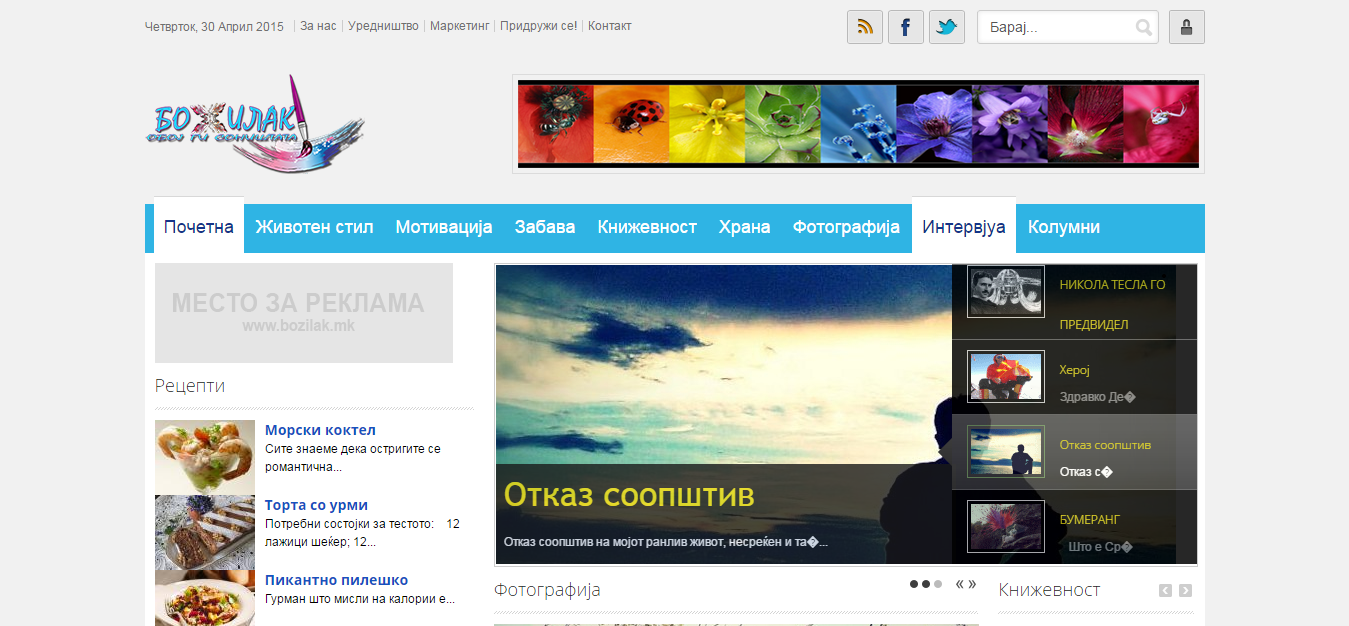 Четврток, 30 Април 2015 За нас Уредништво Маркетинг Придружи се! Контакт
Барај...
БОЖИЛАК
ОБОЈ ГИ СОНИШТАТА
Почетна Животен стил Мотивација Забава Книжевност Храна Фотографија Интервјуа Колумни
МЕСТО ЗА РЕКЛАМА
www.bozilak.mk
Рецепти
Морски коктел
Сите знаеме дека остригите се
романтична...
Торта со урми
Потребни состојки за тестото: 12
лажици шеќер; 12...
Пикантно пилешко
Гурман што мисли на калории е...
Отказ соопштив
Отказ соопштив на мојот ранлив живот, несреќен и та�...
НИКОЛА ТЕСЛА ГО
ПРЕДВИДЕЛ
Херој
Здравко Де�
Отказ соопштив
Отказ с�
БУМЕРАНГ
Што е Ср�
Фотографија
« »
Книжевност